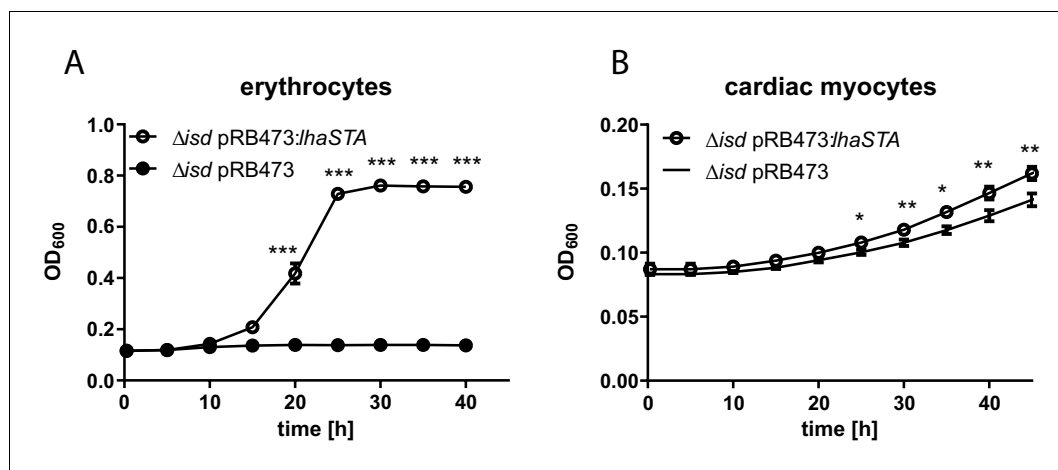 A
erythrocytes
Δisd pRB473:lhaSTA
Δisd pRB473
***
***
***
***
***
1.0
0.8
0.6
0.4
0.2
0.0
OD600
0
10
20
30
40
time [h]
B
cardiac myocytes
Δisd pRB473:lhaSTA
Δisd pRB473
*
**
*
**
**
0.20
0.15
0.10
0.05
0.00
OD600
0
10
20
30
40
time [h]